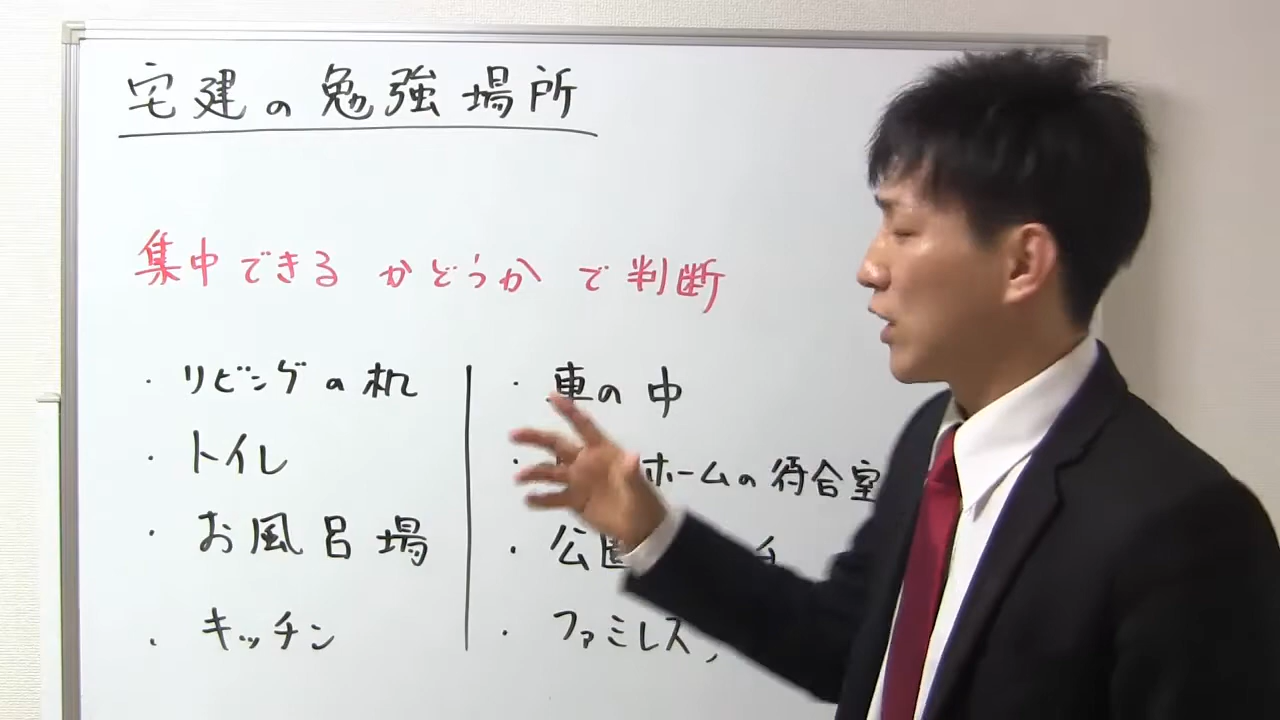 宅建の勉強場所
集中できるかどうかで判断
・リビングの机
・トイレ
・お風呂場
・キッチン
・車の中
・ホームの待合室
・公園
・ファミレス,